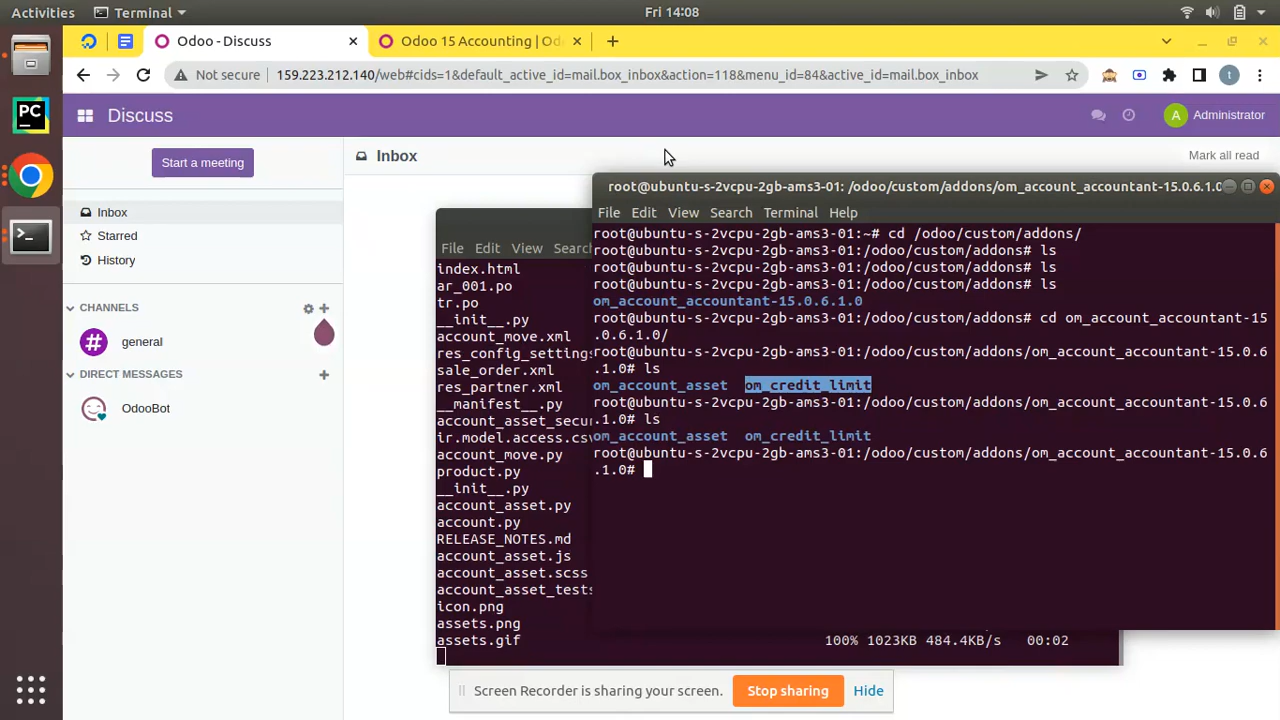 Activities
Terminal
Fri 14:08
Odoo - Discuss
Odoo 15 Accounting | Od
Not secure
159.223.212.140/web#cids=1&default_active_id=mail.box_inbox&action=118&menu_id=84&active_id=mail.box_inbox
t
PC
Discuss
A
Administrator
Start a meeting
Inbox
Mark all read
Inbox
Starred
History
CHANNELS
general
DIRECT MESSAGES
OdooBot
File Edit View Search
index.html
ar_001.po
tr.po
__init__.py
account_move.xml
res_config_settings
sale_order.xml
res_partner.xml
__manifest__.py
account_asset_secur
ir.model.access.csv
account_move.py
product.py
__init__.py
account_asset.py
account.py
RELEASE_NOTES.md
account_asset.js
account_asset.scss
account_asset_tests
icon.png
assets.png
assets.gif 100% 1023KB 484.4KB/s 00:02
root@ubuntu-s-2vcpu-2gb-ams3-01: /odoo/custom/addons/om_account_accountant-15.0.6.1.0
File Edit View Search Terminal Help
root@ubuntu-s-2vcpu-2gb-ams3-01:~# cd /odoo/custom/addons/
root@ubuntu-s-2vcpu-2gb-ams3-01:/odoo/custom/addons# ls
root@ubuntu-s-2vcpu-2gb-ams3-01:/odoo/custom/addons# ls
root@ubuntu-s-2vcpu-2gb-ams3-01:/odoo/custom/addons# ls
om_account_accountant-15.0.6.1.0
root@ubuntu-s-2vcpu-2gb-ams3-01:/odoo/custom/addons# cd om_account_accountant-15
.0.6.1.0/
root@ubuntu-s-2vcpu-2gb-ams3-01:/odoo/custom/addons/om_account_accountant-15.0.6
.1.0# ls
om_account_asset om_credit_limit
root@ubuntu-s-2vcpu-2gb-ams3-01:/odoo/custom/addons/om_account_accountant-15.0.6
.1.0# ls
om_account_asset om_credit_limit
root@ubuntu-s-2vcpu-2gb-ams3-01:/odoo/custom/addons/om_account_accountant-15.0.6
.1.0#
Screen Recorder is sharing your screen.
Stop sharing
Hide